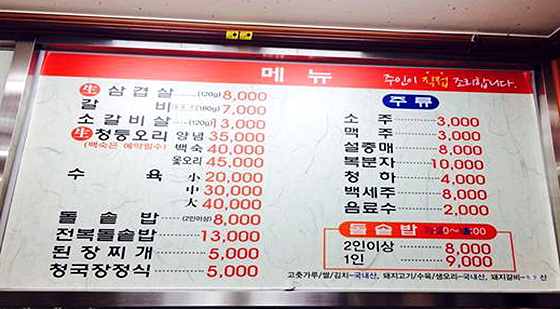 메뉴 주인이 직접 조리합니다.
生 삼겹살 (120g) 8,000
갈비 (180g) 7,000
소갈비살 (120g) 13,000
生 청둥오리 양념 35,000
(백숙은 예약필수) 백숙 40,000
옻오리 45,000
수육 小 20,000
中 30,000
大 40,000
돌솥밥 (2인이상) 8,000
전복돌솥밥 13,000
된장찌개 5,000
청국장정식 5,000
주류
소주 3,000
맥주 3,000
설중매 8,000
복분자 10,000
청하 4,000
백세주 8,000
음료수 2,000
돌솥밥
2인이상 8,000
1인 9,000
고춧가루/쌀/김치-국내산, 돼지고기/수육/생오리-국내산, 돼지갈비-